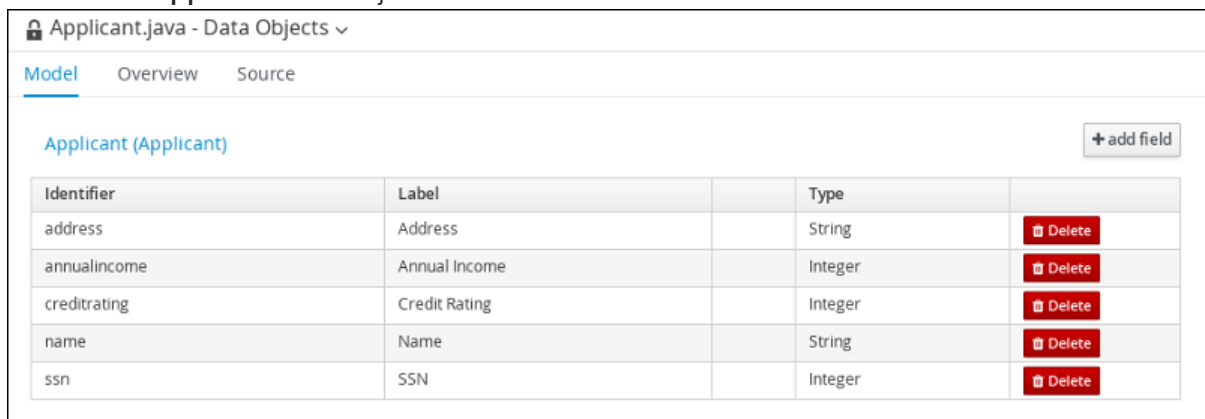 Applicant.java - Data Objects
Model Overview Source
Applicant (Applicant)
+ add field
Identifier Label Type
address Address String Delete
annualincome Annual Income Integer Delete
creditrating Credit Rating Integer Delete
name Name String Delete
ssn SSN Integer Delete